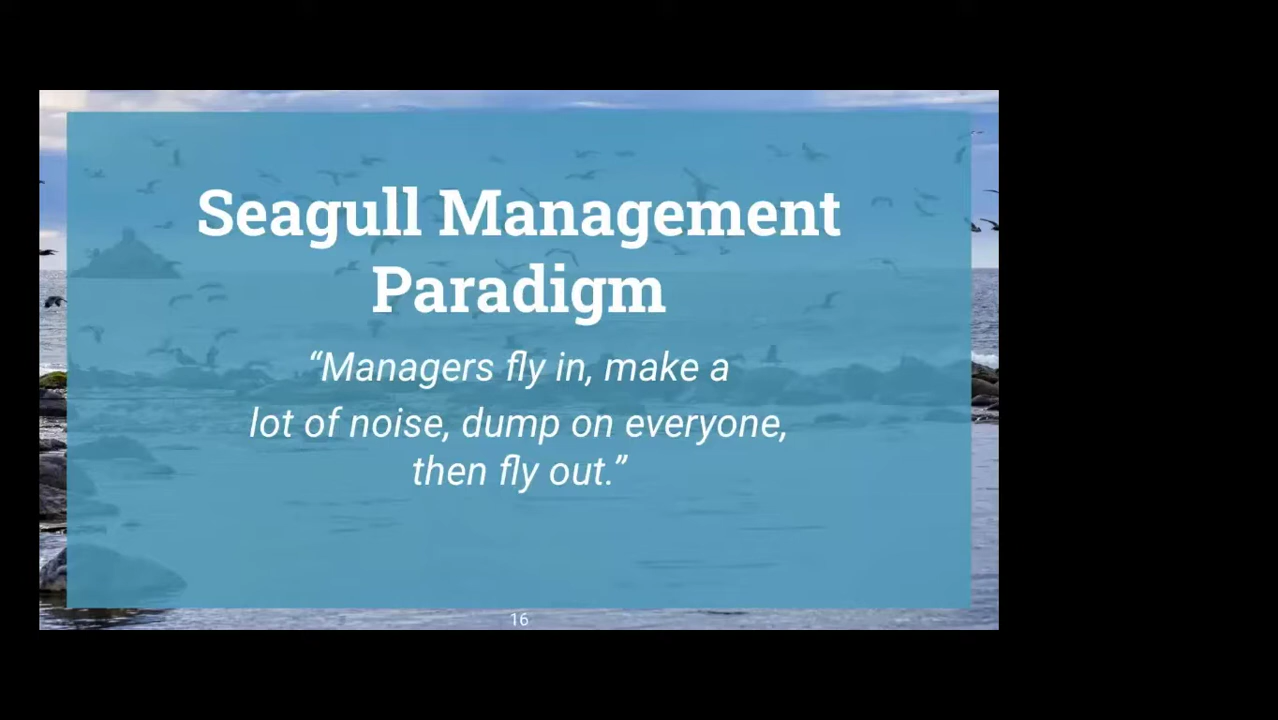 Seagull Management
Paradigm
“Managers fly in, make a
lot of noise, dump on everyone,
then fly out.”
16